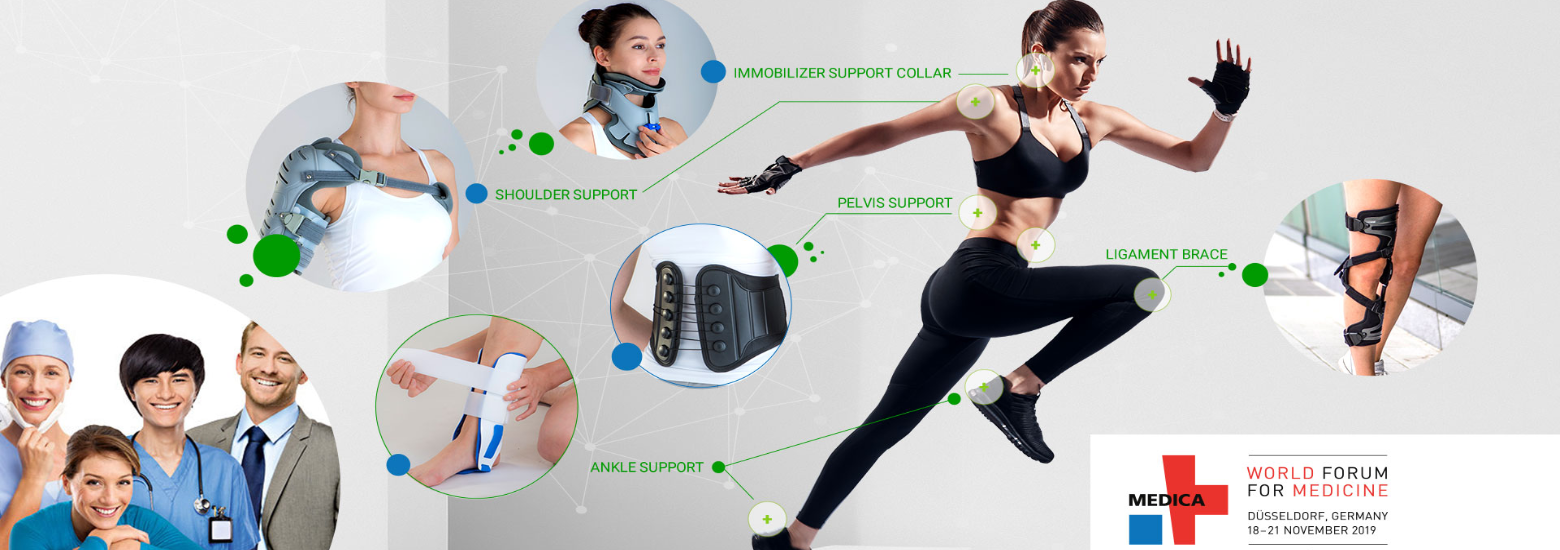 IMMOBILIZER SUPPORT COLLAR
SHOULDER SUPPORT
PELVIS SUPPORT
LIGAMENT BRACE
ANKLE SUPPORT
MEDICA
WORLD FORUM
FOR MEDICINE
DÜSSELDORF, GERMANY
18–21 NOVEMBER 2019